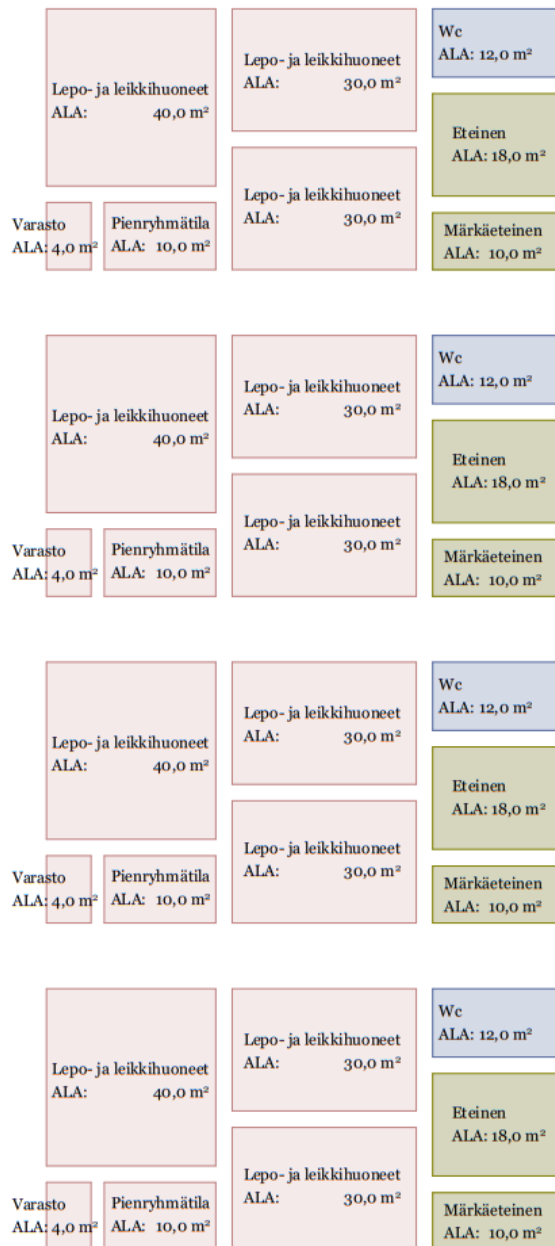 Lepo- ja leikkihuoneet
ALA: 40,0 m²
Lepo- ja leikkihuoneet
ALA: 30,0 m²
Wc
ALA: 12,0 m²
Eteinen
ALA: 18,0 m²
Lepo- ja leikkihuoneet
ALA: 30,0 m²
Varasto
ALA: 4,0 m²
Pienryhmätila
ALA: 10,0 m²
Märkäeteinen
ALA: 10,0 m²
Lepo- ja leikkihuoneet
ALA: 40,0 m²
Lepo- ja leikkihuoneet
ALA: 30,0 m²
Wc
ALA: 12,0 m²
Eteinen
ALA: 18,0 m²
Lepo- ja leikkihuoneet
ALA: 30,0 m²
Varasto
ALA: 4,0 m²
Pienryhmätila
ALA: 10,0 m²
Märkäeteinen
ALA: 10,0 m²
Lepo- ja leikkihuoneet
ALA: 40,0 m²
Lepo- ja leikkihuoneet
ALA: 30,0 m²
Wc
ALA: 12,0 m²
Eteinen
ALA: 18,0 m²
Lepo- ja leikkihuoneet
ALA: 30,0 m²
Varasto
ALA: 4,0 m²
Pienryhmätila
ALA: 10,0 m²
Märkäeteinen
ALA: 10,0 m²
Lepo- ja leikkihuoneet
ALA: 40,0 m²
Lepo- ja leikkihuoneet
ALA: 30,0 m²
Wc
ALA: 12,0 m²
Eteinen
ALA: 18,0 m²
Lepo- ja leikkihuoneet
ALA: 30,0 m²
Varasto
ALA: 4,0 m²
Pienryhmätila
ALA: 10,0 m²
Märkäeteinen
ALA: 10,0 m²